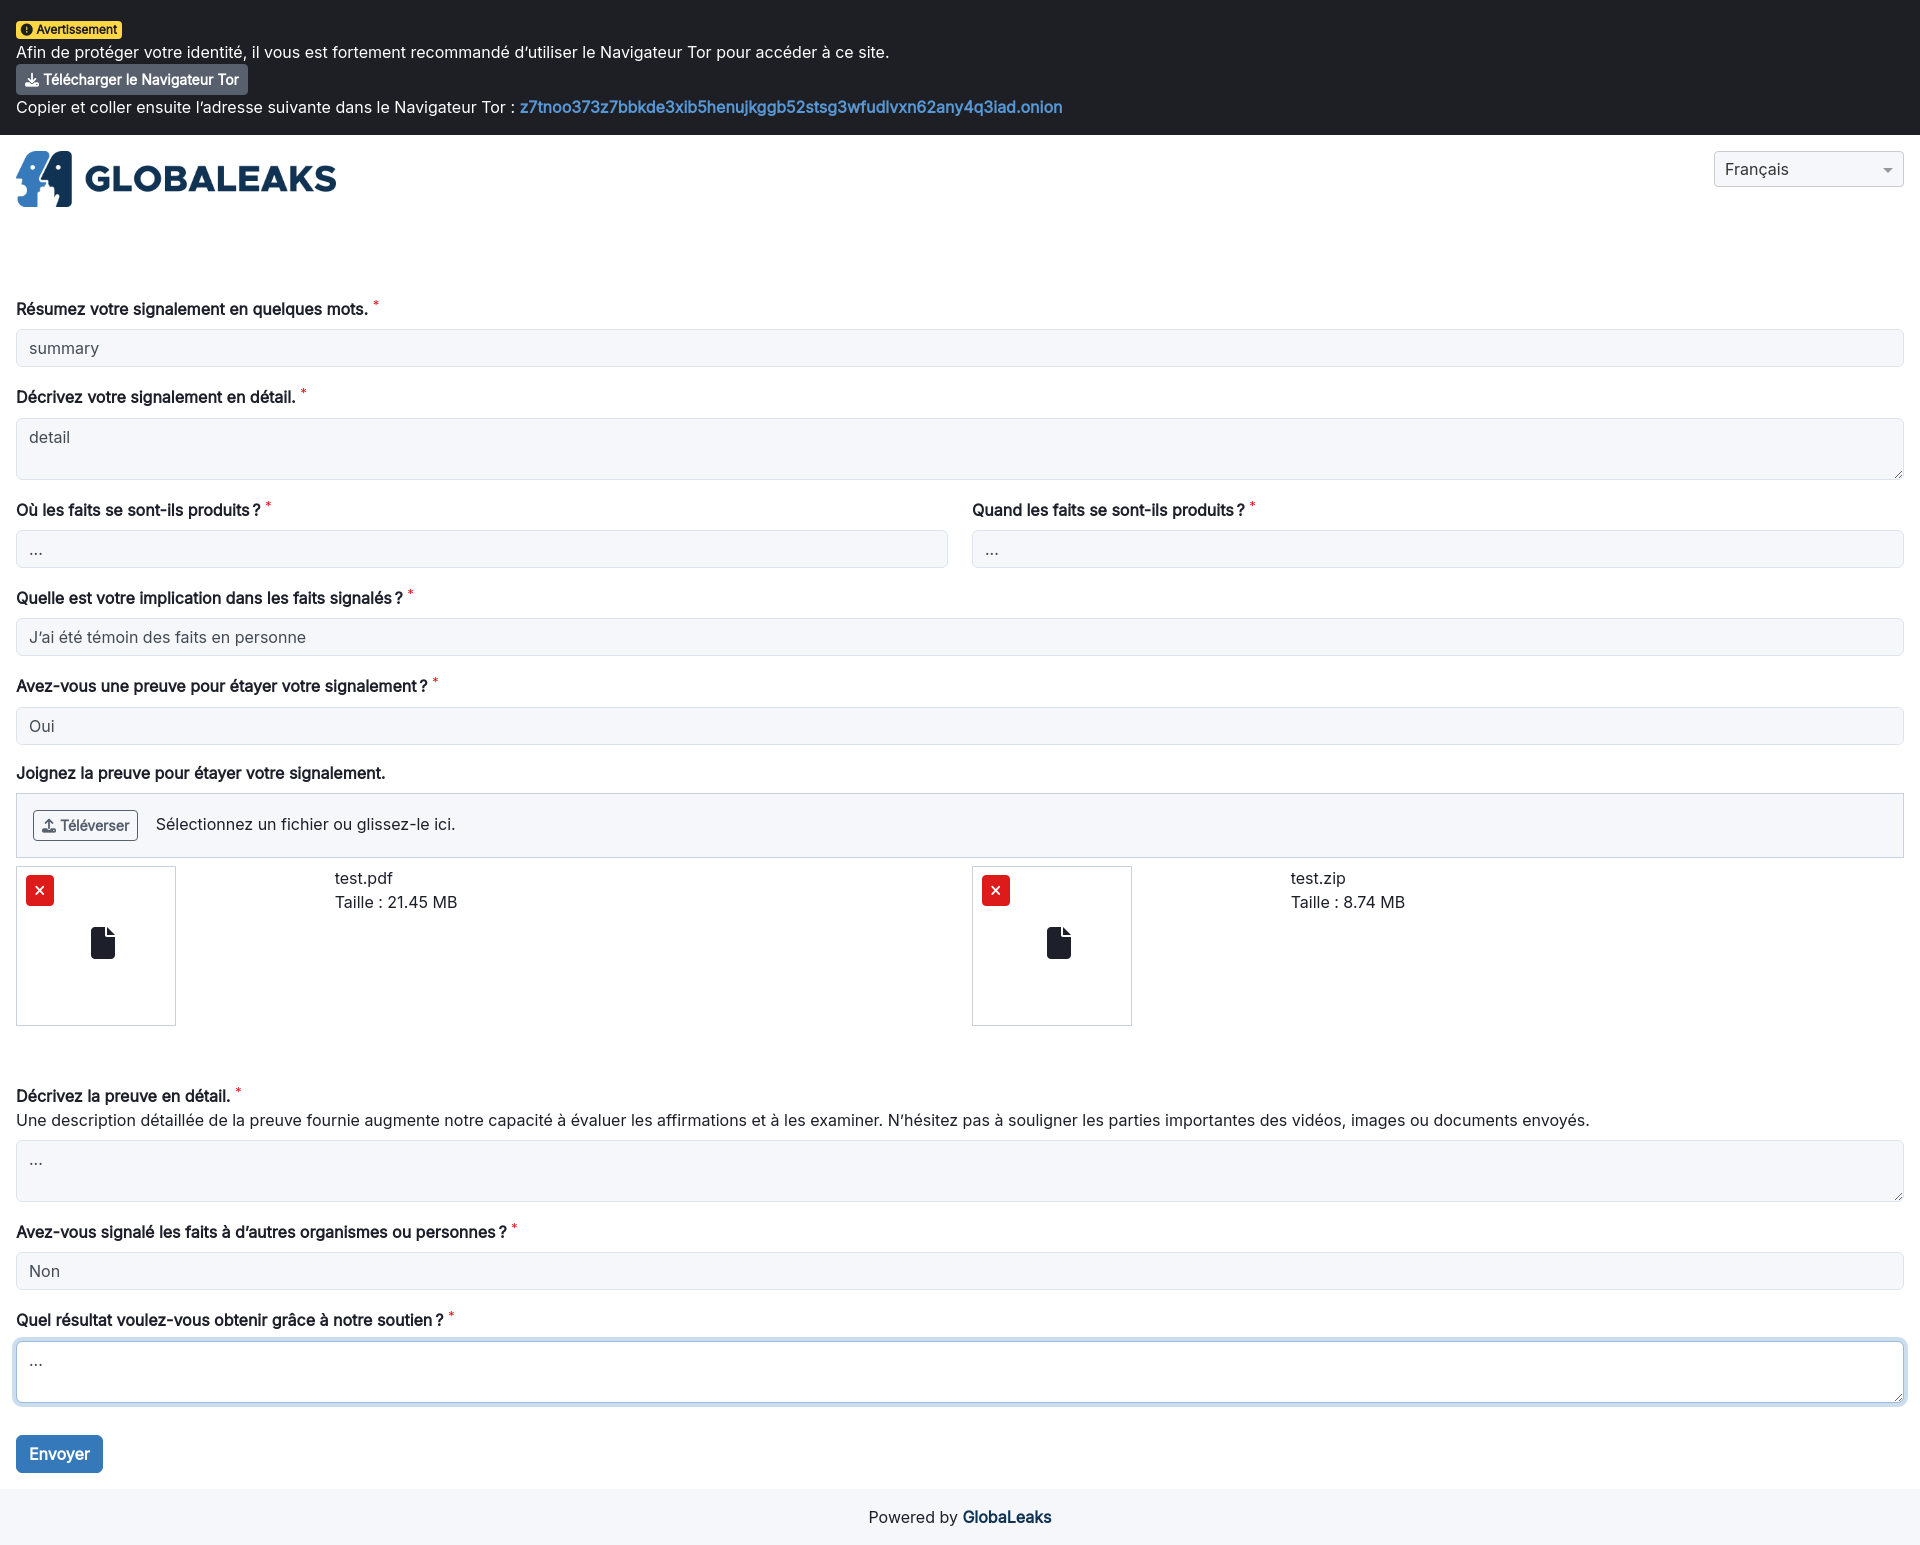 Avertissement
Afin de protéger votre identité, il vous est fortement recommandé d’utiliser le Navigateur Tor pour accéder à ce site.
Télécharger le Navigateur Tor
Copier et coller ensuite l’adresse suivante dans le Navigateur Tor : z7tnoo373z7bbkde3xib5henujkggb52stsg3wfudlvxn62any4q3iad.onion
GLOBALEAKS
Français
Résumez votre signalement en quelques mots. *
summary
Décrivez votre signalement en détail. *
detail
Où les faits se sont-ils produits ? *
...
Quand les faits se sont-ils produits ? *
...
Quelle est votre implication dans les faits signalés ? *
J’ai été témoin des faits en personne
Avez-vous une preuve pour étayer votre signalement ? *
Oui
Joignez la preuve pour étayer votre signalement.
Téléverser Sélectionnez un fichier ou glissez-le ici.
test.pdf
Taille : 21.45 MB
test.zip
Taille : 8.74 MB
Décrivez la preuve en détail. *
Une description détaillée de la preuve fournie augmente notre capacité à évaluer les affirmations et à les examiner. N’hésitez pas à souligner les parties importantes des vidéos, images ou documents envoyés.
...
Avez-vous signalé les faits à d’autres organismes ou personnes ? *
Non
Quel résultat voulez-vous obtenir grâce à notre soutien ? *
...
Envoyer
Powered by GlobaLeaks